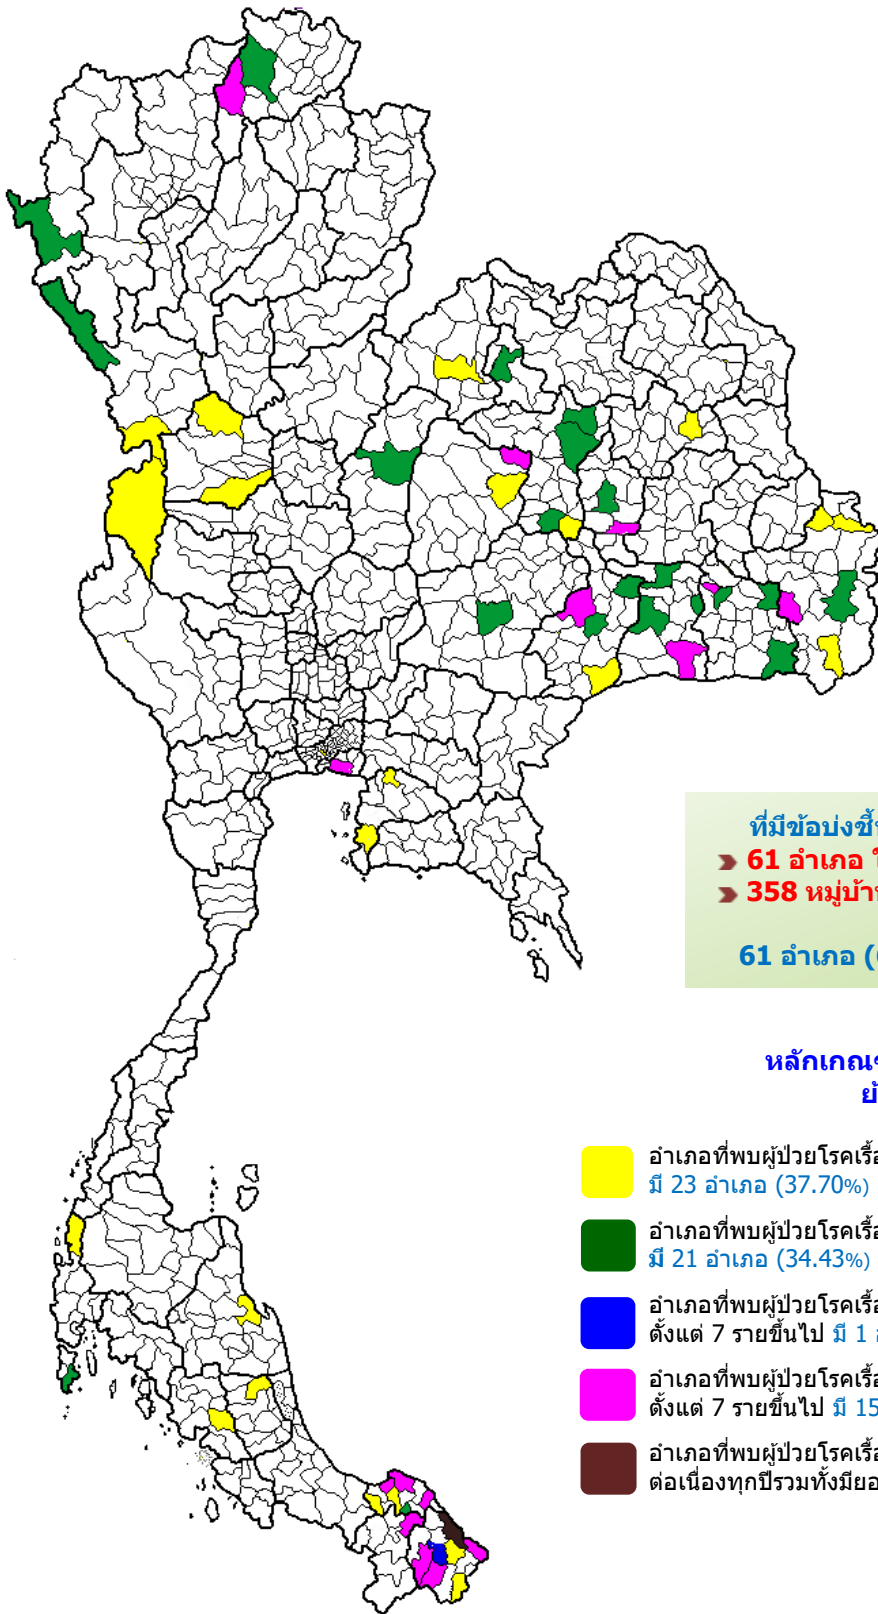 ที่มีข้อบ่งชี้
61 อำเภอ
358 หมู่บ้าน
61 อำเภอ
หลักเกณฑ์
อำเภอที่พบผู้ป่วยโรคเรื้อ
มี 23 อำเภอ (37.70%)
อำเภอที่พบผู้ป่วยโรคเรื้อ
มี 21 อำเภอ (34.43%)
อำเภอที่พบผู้ป่วยโรคเรื้อ
ตั้งแต่ 7 รายขึ้นไป มี 1
อำเภอที่พบผู้ป่วยโรคเรื้อ
ตั้งแต่ 7 รายขึ้นไป มี 15
อำเภอที่พบผู้ป่วยโรคเรื้อ
ต่อเนื่องทุกปีรวมทั้งมียอ